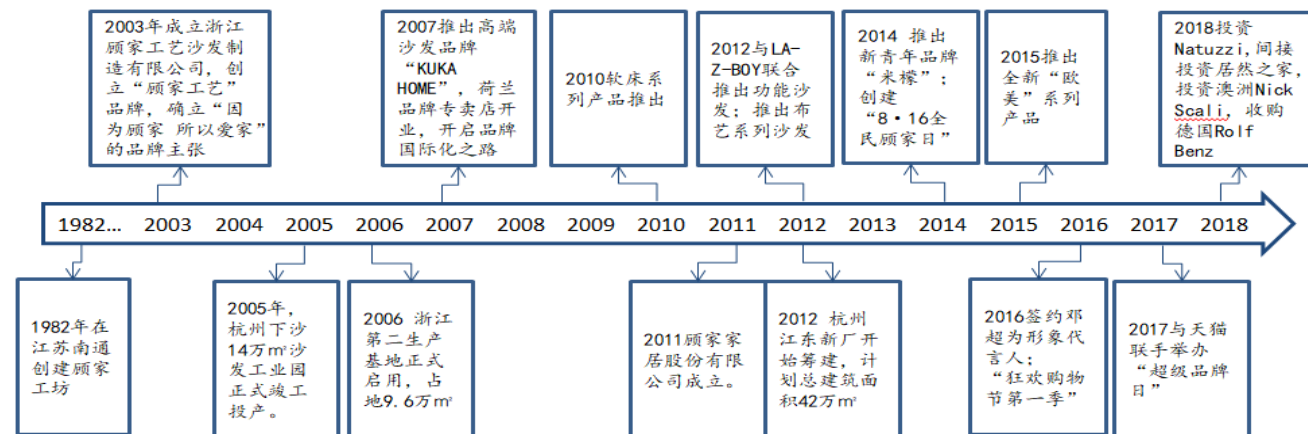 2003年成立浙江
顾家工艺沙发制
造有限公司，创
立“顾家工艺”
品牌，确立“因
为顾家 所以爱家”
的品牌主张
2007推出高端
沙发品牌
“KUKA
HOME”，荷兰
品牌专卖店开
业，开启品牌
国际化之路
2010软床系
列产品推出
2012与LA-
Z-BOY联合
推出功能沙
发；推出布
艺系列沙发
2014 推出
新青年品牌
“米檬”；
创建
“8·16全
民顾家日”
2015推出
全新“欧
美”系列
产品
2018投资
Natuzzi,间接
投资居然之家，
投资澳洲Nick
Scali，收购
德国Rolf
Benz
1982... 2003 2004 2005 2006 2007 2008 2009 2010 2011 2012 2013 2014 2015 2016 2017 2018
1982年在
江苏南通
创建顾家
工坊
2005年，
杭州下沙
14万㎡沙
发工业园
正式竣工
投产。
2006 浙江
第二生产
基地正式
启用，占
地9.6万㎡
2011顾家家
居股份有限
公司成立。
2012 杭州
江东新厂开
始筹建，计
划总建筑面
积42万㎡
2016签约邓
超为形象代
言人；
“狂欢购物
节第一季”
2017与天猫
联手举办
“超级品牌
日”